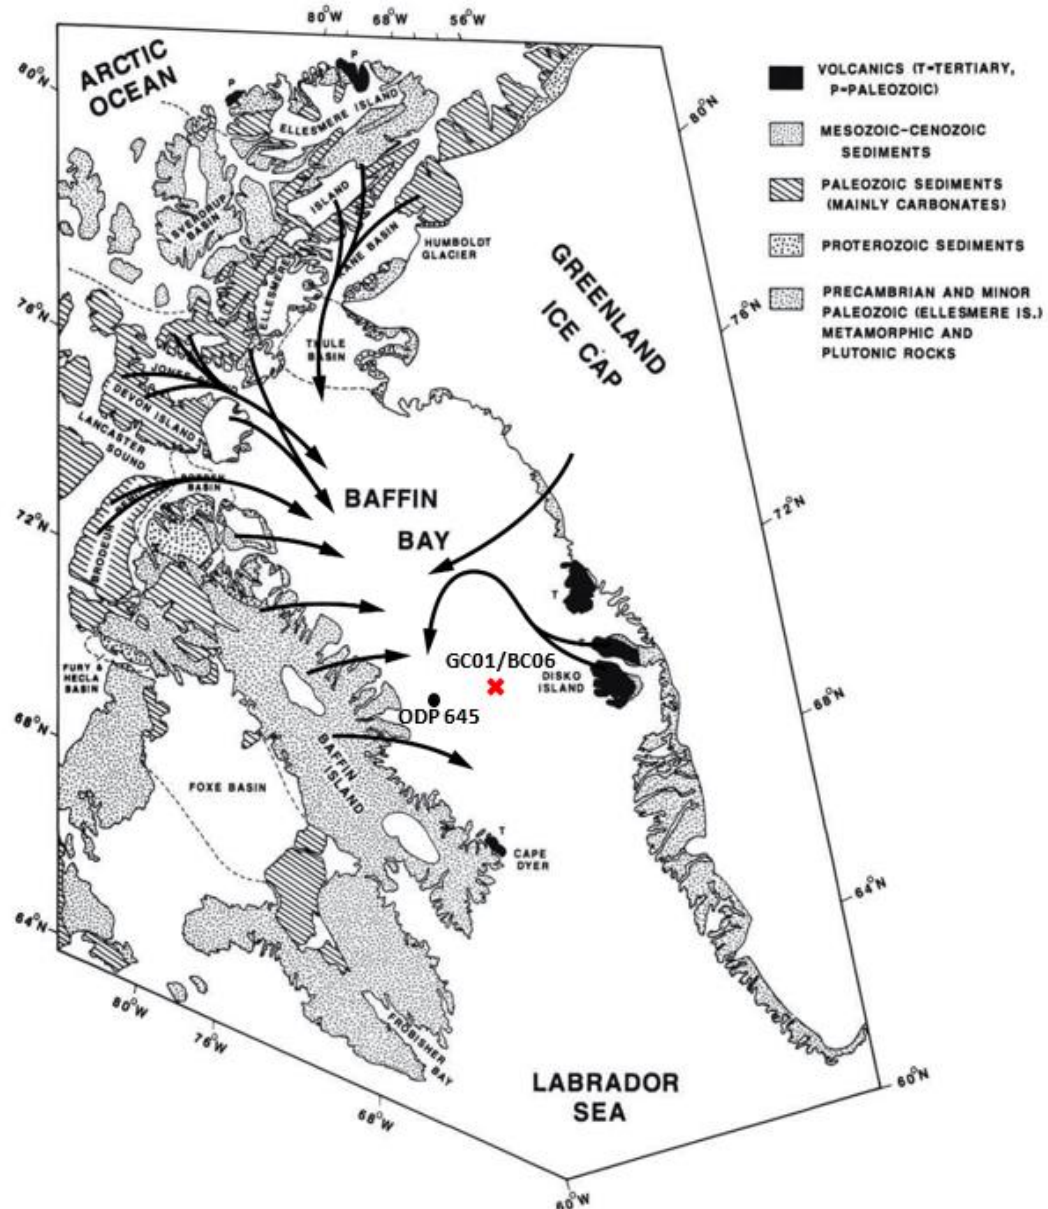 80°W 68°W 56°W
80°N
ARCTIC
OCEAN
P
P
ELLESMERE ISLAND
80°N
VOLCANICS (T=TERTIARY,
P=PALEOZOIC)
MESOZOIC-CENOZOIC
SEDIMENTS
PALEOZOIC SEDIMENTS
(MAINLY CARBONATES)
PROTEROZOIC SEDIMENTS
PRECAMBRIAN AND MINOR
PALEOZOIC (ELLESMERE IS.)
METAMORPHIC AND
PLUTONIC ROCKS
SVERDRUP
BASIN
ISLAND
ELLESMERE
KANE BASIN
HUMBOLDT
GLACIER
GREENLAND
ICE CAP
76°N
76°N
THULE
BASIN
JONES
DEVON ISLAND
LANCASTER
SOUND
BASIN
BRODEUR
72°N
72°N
BAFFIN
BAY
T
GC01/BC06
DISKO
ISLAND
ODP 645
FURY &
HECLA
BASIN
68°N
68°N
BAFFIN
ISLAND
FOXE BASIN
T
CAPE
DYER
64°N
64°N
FROBISHER
BAY
80°W
76°W
68°W
60°W
60°N
LABRADOR
SEA